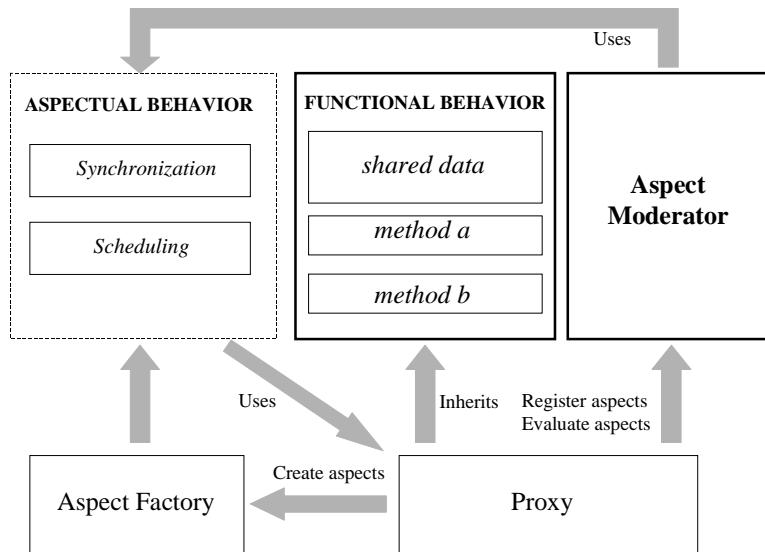 Uses
ASPECTUAL BEHAVIOR
Synchronization
Scheduling
FUNCTIONAL BEHAVIOR
shared data
method a
method b
Aspect
Moderator
Uses
Inherits
Register aspects
Evaluate aspects
Create aspects
Aspect Factory
Proxy